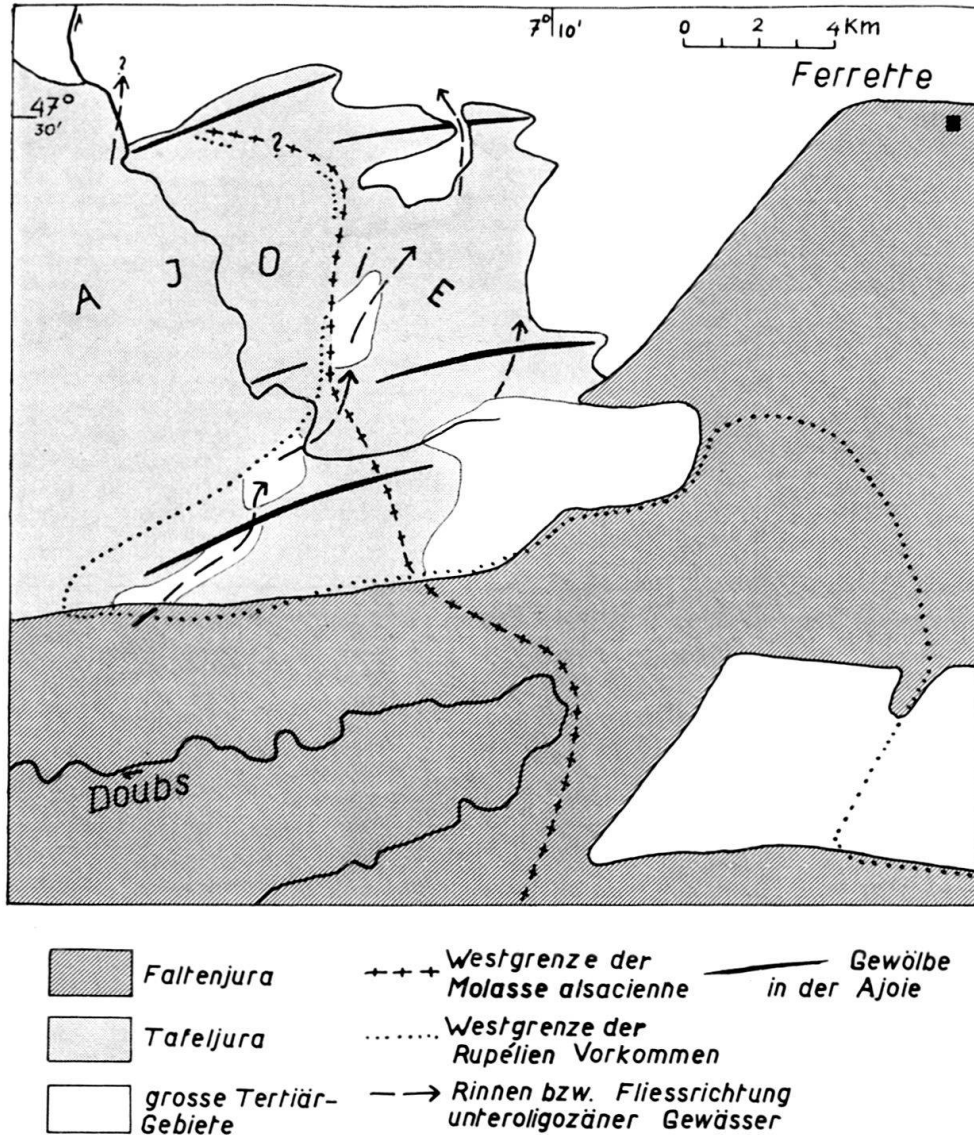 7° 10'
0 2 4 Km
Ferrette
47°
30'
?
?
A J O E
Doubs
Faltenjura
Westgrenze der
Molasse alsacienne
Gewölbe
in der Ajoie
Tafeljura
Westgrenze der
Rupélien Vorkommen
grosse Tertiär-
Gebiete
Rinnen bzw. Fliessrichtung
unteroligozäner Gewässer